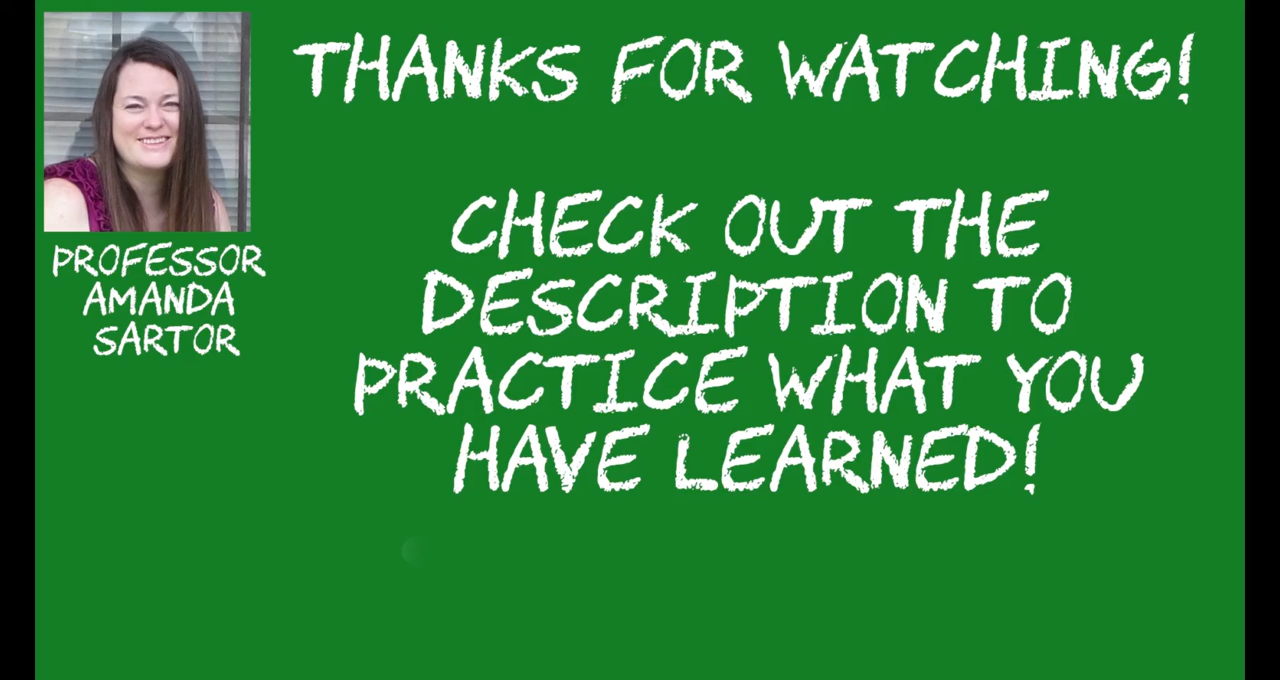 THANKS FOR WATCHING!
PROFESSOR
AMANDA
SARTOR
CHECK OUT THE
DESCRIPTION TO
PRACTICE WHAT YOU
HAVE LEARNED!